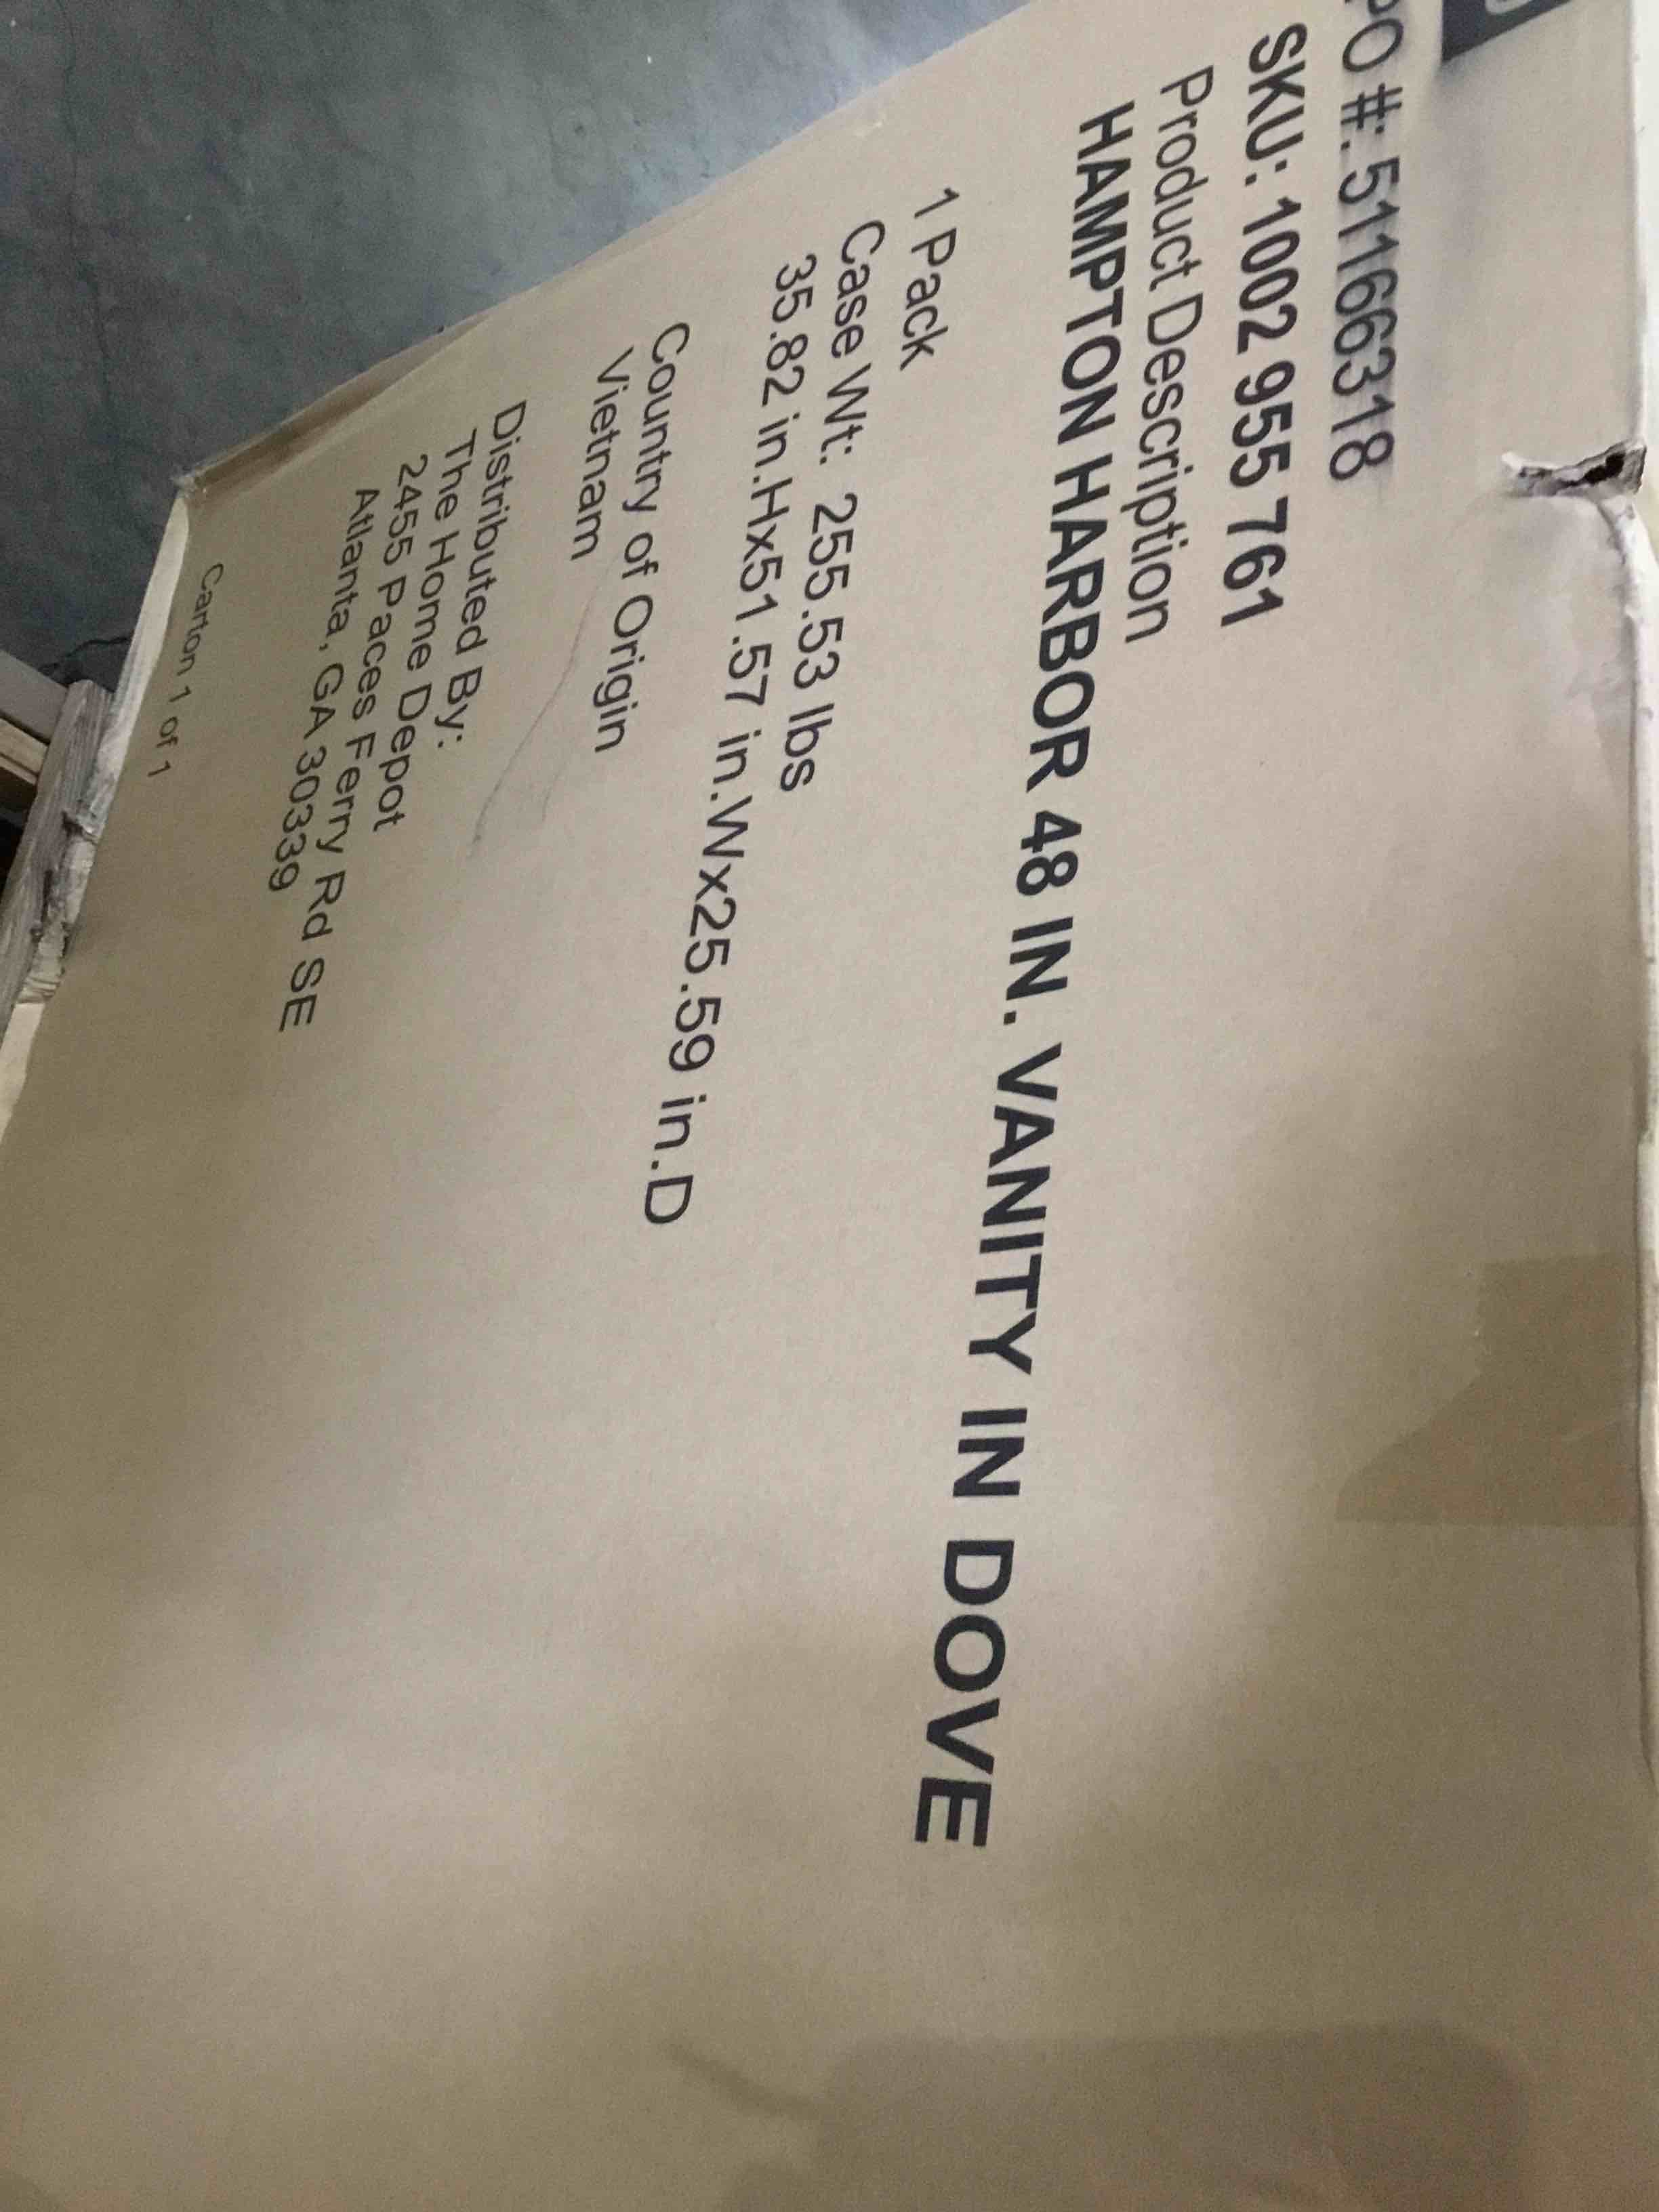 PO #: 51166318
SKU: 1002 955 761
Product Description
HAMPTON HARBOR 48 IN. VANITY IN DOVE
1 Pack
Case Wt: 255.53 lbs
35.82 in.Hx51.57 in.Wx25.59 in.D
Country of Origin
Vietnam
Distributed By:
The Home Depot
2455 Paces Ferry Rd SE
Atlanta, GA 30339
Carton 1 of 1